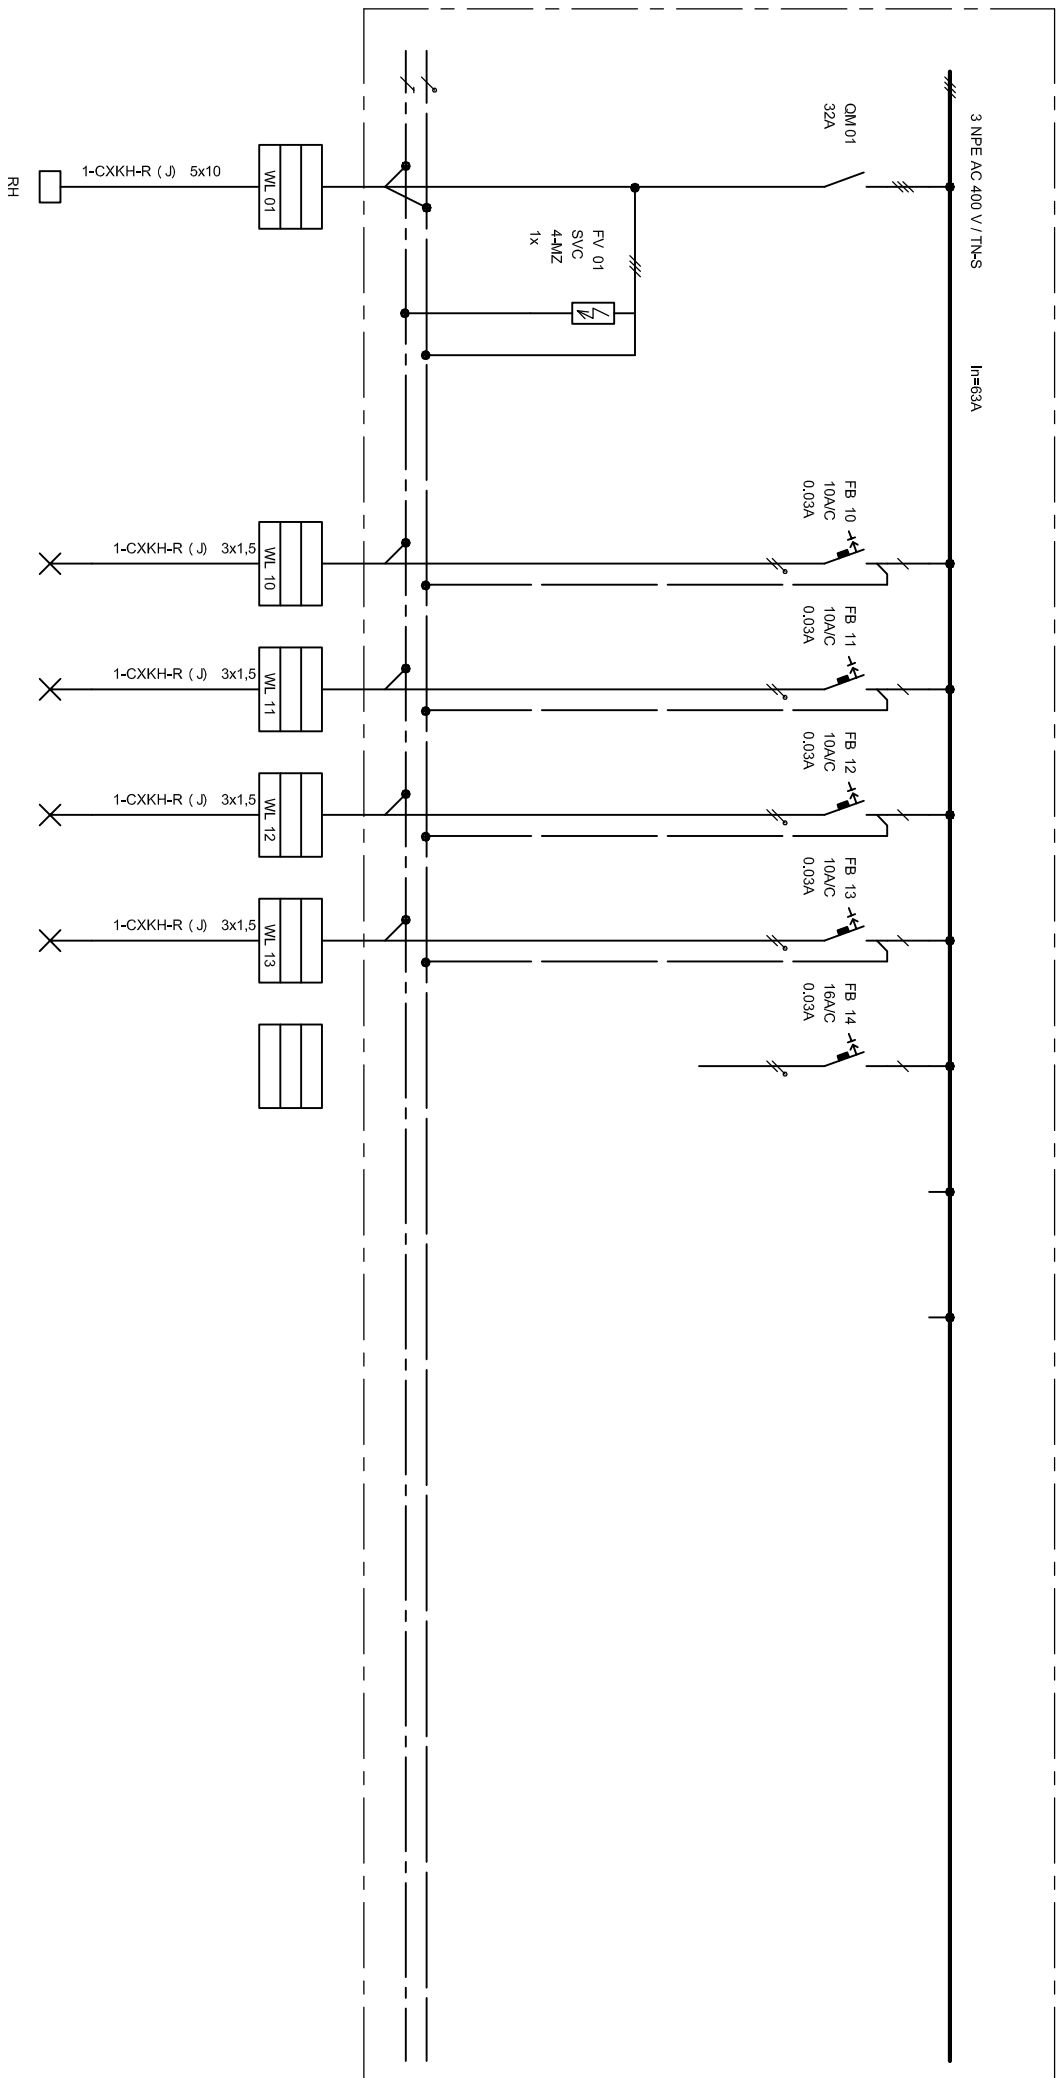 3 NPE AC 400 V / TN-S
In=63A
QM01
32A
FV 01
SVC
4-MZ
1x
1-CXKH-R ( J) 5x10
WL 01
RH
FB 10
10A/C
0.03A
1-CXKH-R ( J) 3x1,5
WL 10
FB 11
10A/C
0.03A
1-CXKH-R ( J) 3x1,5
WL 11
FB 12
10A/C
0.03A
1-CXKH-R ( J) 3x1,5
WL 12
FB 13
10A/C
0.03A
1-CXKH-R ( J) 3x1,5
WL 13
FB 14
16A/C
0.03A